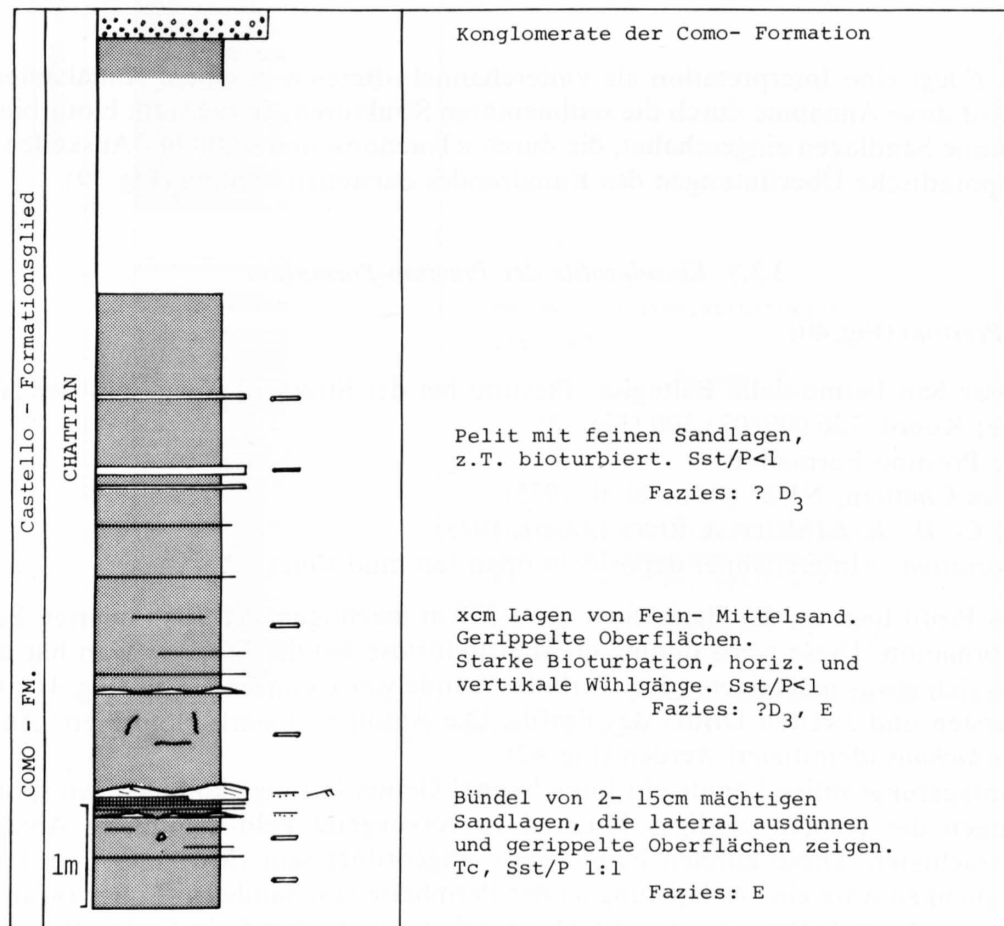 Konglomerate der Como- Formation
Castello - Formationsglied
COMO - FM.
CHATTIAN
1m
Pelit mit feinen Sandlagen,
z.T. bioturbiert. Sst/P<1
Fazies: ? D3
xcm Lagen von Fein- Mittelsand.
Gerippelte Oberflächen.
Starke Bioturbation, horiz. und
vertikale Wühlgänge. Sst/P<1
Fazies: ?D3, E
Bündel von 2- 15cm mächtigen
Sandlagen, die lateral ausdünnen
und gerippelte Oberflächen zeigen.
Tc, Sst/P 1:1
Fazies: E